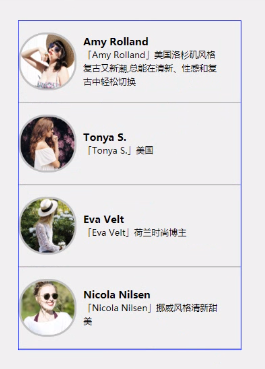 Amy Rolland
「Amy Rolland」美国洛杉矶风格
复古又新潮,总能在清新、性感和复
古中轻松切换
Tonya S.
「Tonya S.」美国
Eva Velt
「Eva Velt」荷兰时尚博主
Nicola Nilsen
「Nicola Nilsen」挪威风格清新甜
美